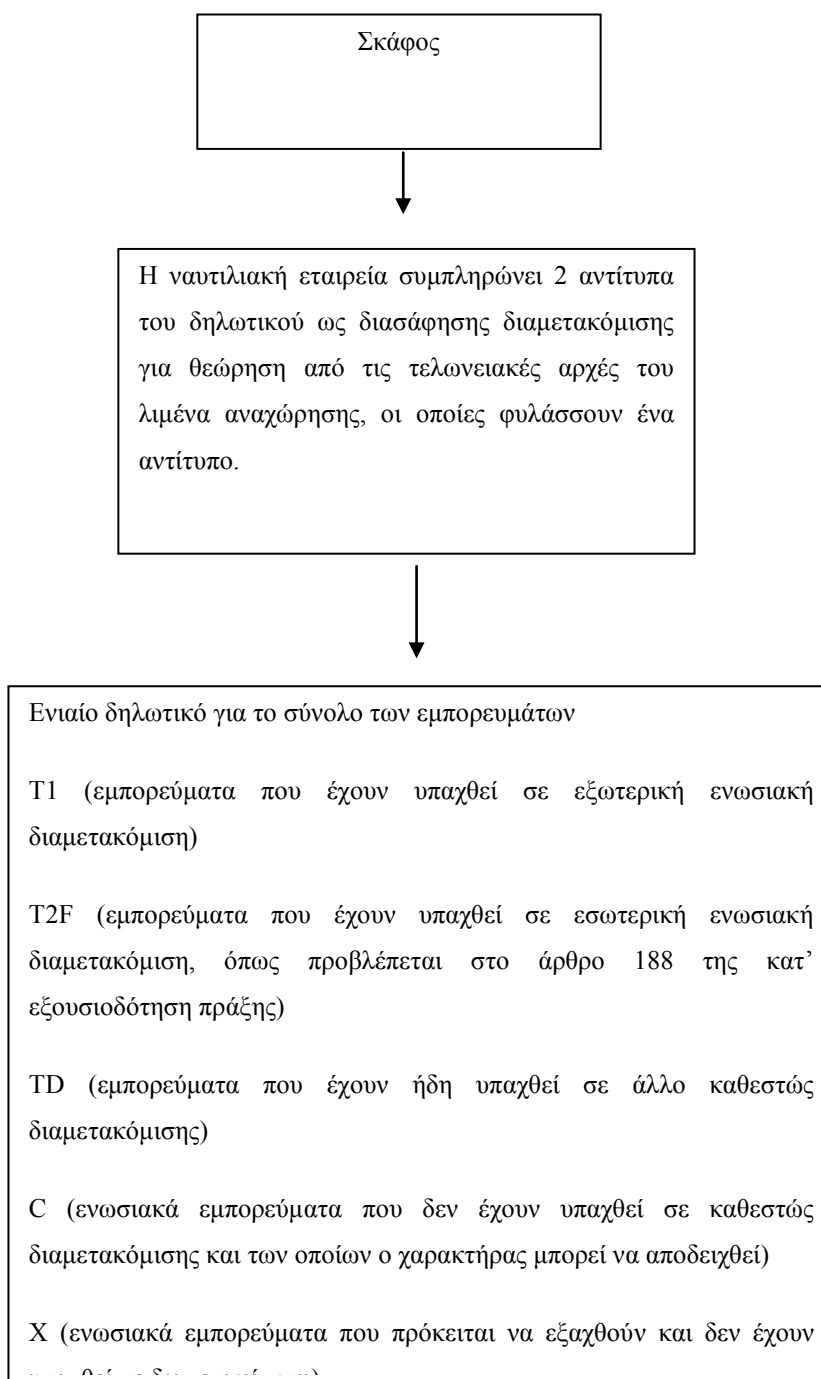 Σκάφος
Η ναυτιλιακή εταιρεία συμπληρώνει 2 αντίτυπα
του δηλωτικού ως διασάφησης διαμετακόμισης
για θεώρηση από τις τελωνειακές αρχές του
λιμένα αναχώρησης, οι οποίες φυλάσσουν ένα
αντίτυπο.
Ενιαίο δηλωτικό για το σύνολο των εμπορευμάτων
T1 (εμπορεύματα που έχουν υπαχθεί σε εξωτερική ενωσιακή
διαμετακόμιση)
T2F (εμπορεύματα που έχουν υπαχθεί σε εσωτερική ενωσιακή
διαμετακόμιση, όπως προβλέπεται στο άρθρο 188 της κατ’
εξουσιοδότηση πράξης)
TD (εμπορεύματα που έχουν ήδη υπαχθεί σε άλλο καθεστώς
διαμετακόμισης)
C (ενωσιακά εμπορεύματα που δεν έχουν υπαχθεί σε καθεστώς
διαμετακόμισης και των οποίων ο χαρακτήρας μπορεί να αποδειχθεί)
X (ενωσιακά εμπορεύματα που πρόκειται να εξαχθούν και δεν έχουν